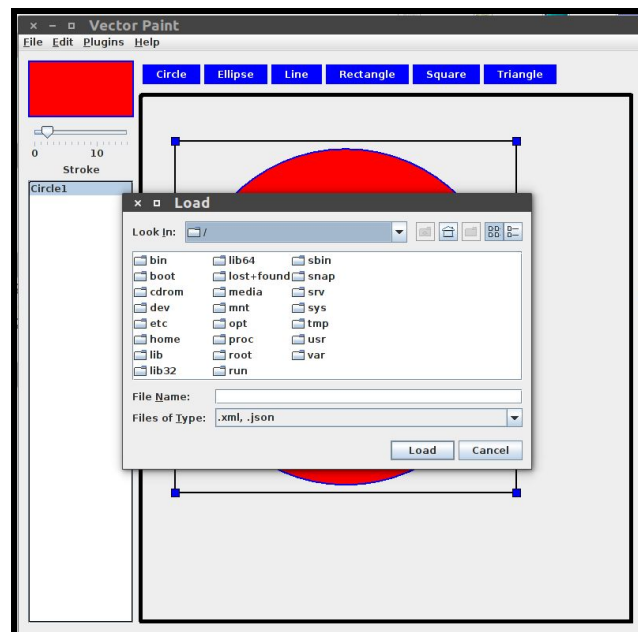 Vector Paint
File Edit Plugins Help
Circle Ellipse Line Rectangle Square Triangle
0 10
Stroke
Circle1
Load
Look In: /
bin lib64 sbin
boot lost+found snap
cdrom media srv
dev mnt sys
etc opt tmp
home proc usr
lib root var
lib32 run
File Name:
Files of Type: .xml, .json
Load Cancel